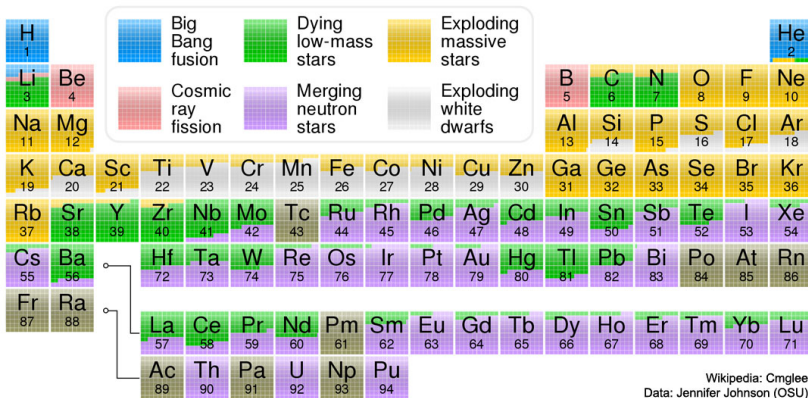 H
1
Big
Bang
fusion
Dying
low-mass
stars
Exploding
massive
stars
He
2
Li
3
Be
4
Cosmic
ray
fission
Merging
neutron
stars
Exploding
white
dwarfs
B C N O F Ne
5 6 7 8 9 10
Na Mg Al Si P S Cl Ar
11 12 13 14 15 16 17 18
K Ca Sc Ti V Cr Mn Fe Co Ni Cu Zn Ga Ge As Se Br Kr
19 20 21 22 23 24 25 26 27 28 29 30 31 32 33 34 35 36
Rb Sr Y Zr Nb Mo Tc Ru Rh Pd Ag Cd In Sn Sb Te I Xe
37 38 39 40 41 42 43 44 45 46 47 48 49 50 51 52 53 54
Cs Ba Hf Ta W Re Os Ir Pt Au Hg Tl Pb Bi Po At Rn
55 56 72 73 74 75 76 77 78 79 80 81 82 83 84 85 86
Fr Ra
87 88
La Ce Pr Nd Pm Sm Eu Gd Tb Dy Ho Er Tm Yb Lu
57 58 59 60 61 62 63 64 65 66 67 68 69 70 71
Ac Th Pa U Np Pu
89 90 91 92 93 94
Wikipedia: Cmglee
Data: Jennifer Johnson (OSU)